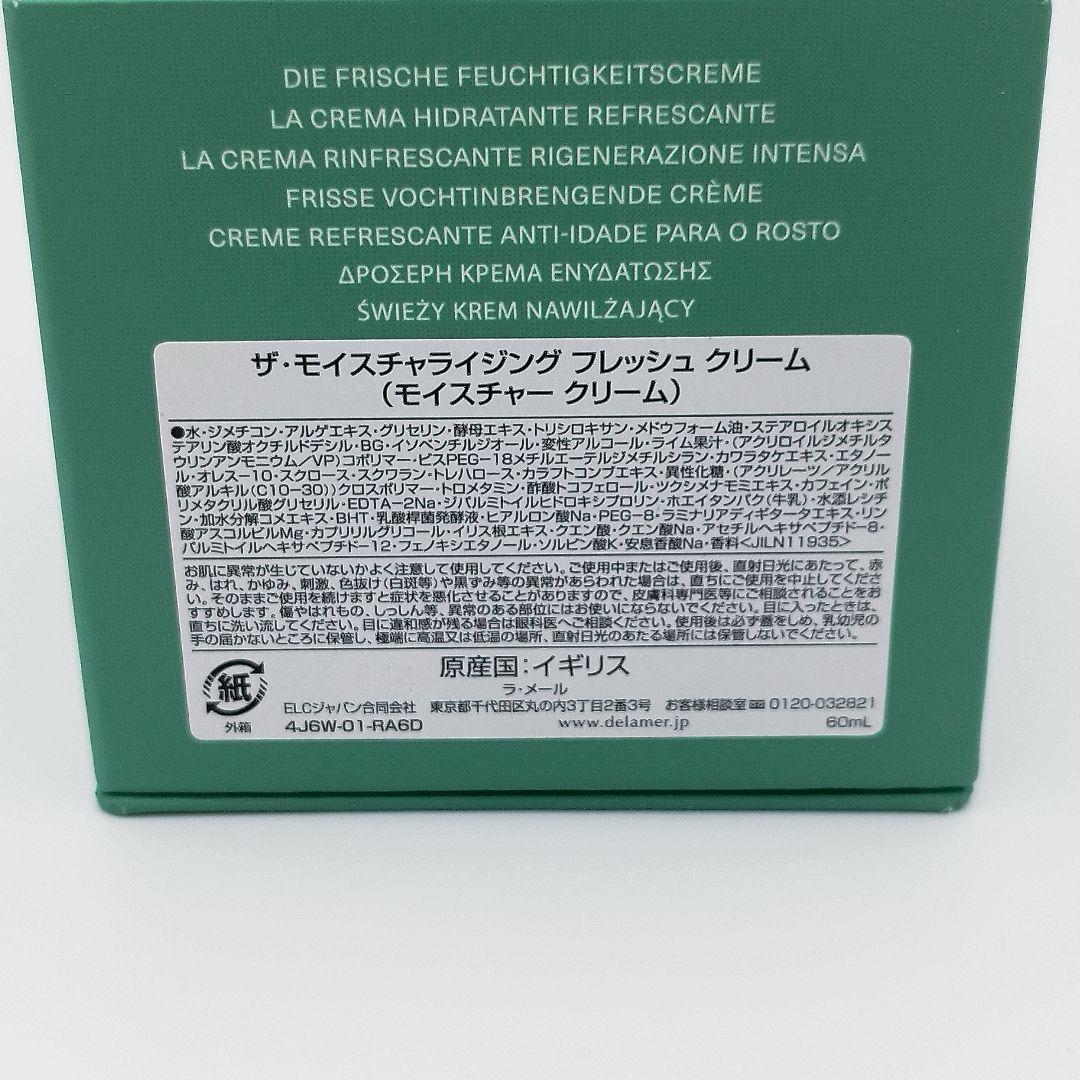 DIE FRISCHE FEUCHTIGKEITSCREME
LA CREMA HIDRATANTE REFRESCANTE
LA CREMA RINFRESCANTE RIGENERAZIONE INTENSA
FRISSE VOCHTINBRENGENDE CRÈME
CREME REFRESCANTE ANTI-IDADE PARA O ROSTO
ΔΡΟΣΕΡΗ ΚΡΕΜΑ ΕΝΥΔΑΤΩΣΗΣ
ŚWIEŻY KREM NAWILŻAJĄCY
ザ・モイスチャライジング フレッシュ クリーム
(モイスチャー クリーム)
●水・ジメチコン・アルゲエキス・グリセリン・酵母エキス・トリシロキサン・メドウフォーム油・ステアロイルオキシス
テアリン酸オクチルドデシル・BG・イソペンチルジオール・変性アルコール・ライム果汁・(アクリロイルジメチルタ
ウリンアンモニウム/VP)コポリマー・ビスPEG-18メチルエーテルジメチルシラン・カワラタケエキス・エタノー
ル・オレス-10・スクロース・スクワラン・トレハロース・カラフトコンブエキス・異性化糖・(アクリレーツ/アクリル
酸アルキル(C10-30))クロスポリマー・トロメタミン・酢酸トコフェロール・ツクシメナモミエキス・カフェイン・ポ
リメタクリル酸グリセリル・EDTA-2Na・ジパルミトイルヒドロキシプロリン・ホエイタンパク(牛乳)・水添レシチ
ン・加水分解コメエキス・BHT・乳酸桿菌発酵液・ヒアルロン酸Na・PEG-8・ラミナリアディギタータエキス・リン
酸アスコルビルMg・カプリリルグリコール・イリス根エキス・クエン酸・クエン酸Na・アセチルヘキサペプチド-8・
パルミトイルヘキサペプチド-12・フェノキシエタノール・ソルビン酸K・安息香酸Na・香料<JILN11935>
お肌に異常が生じていないかよく注意して使用してください。ご使用中またはご使用後、直射日光にあたって、赤
み、はれ、かゆみ、刺激、色抜け(白斑等)や黒ずみ等の異常があらわれた場合は、直ちにご使用を中止してくださ
い。そのままご使用を続けますと症状を悪化させることがありますので、皮膚科専門医等にご相談されることをお
すすめします。傷やはれもの、しっしん等、異常のある部位にはお使いにならないでください。目に入ったときは、
直ちに洗い流してください。目に違和感が残る場合は眼科医へご相談ください。使用後は必ず蓋をしめ、乳幼児の
手の届かないところに保管し、極端に高温又は低温の場所、直射日光のあたる場所には保管しないでください。
紙
外箱
原産国:イギリス
ラ・メール
ELCジャパン合同会社 東京都千代田区丸の内3丁目2番3号 お客様相談室 0120-032821
4J6W-01-RA6D www.delamer.jp 60mL